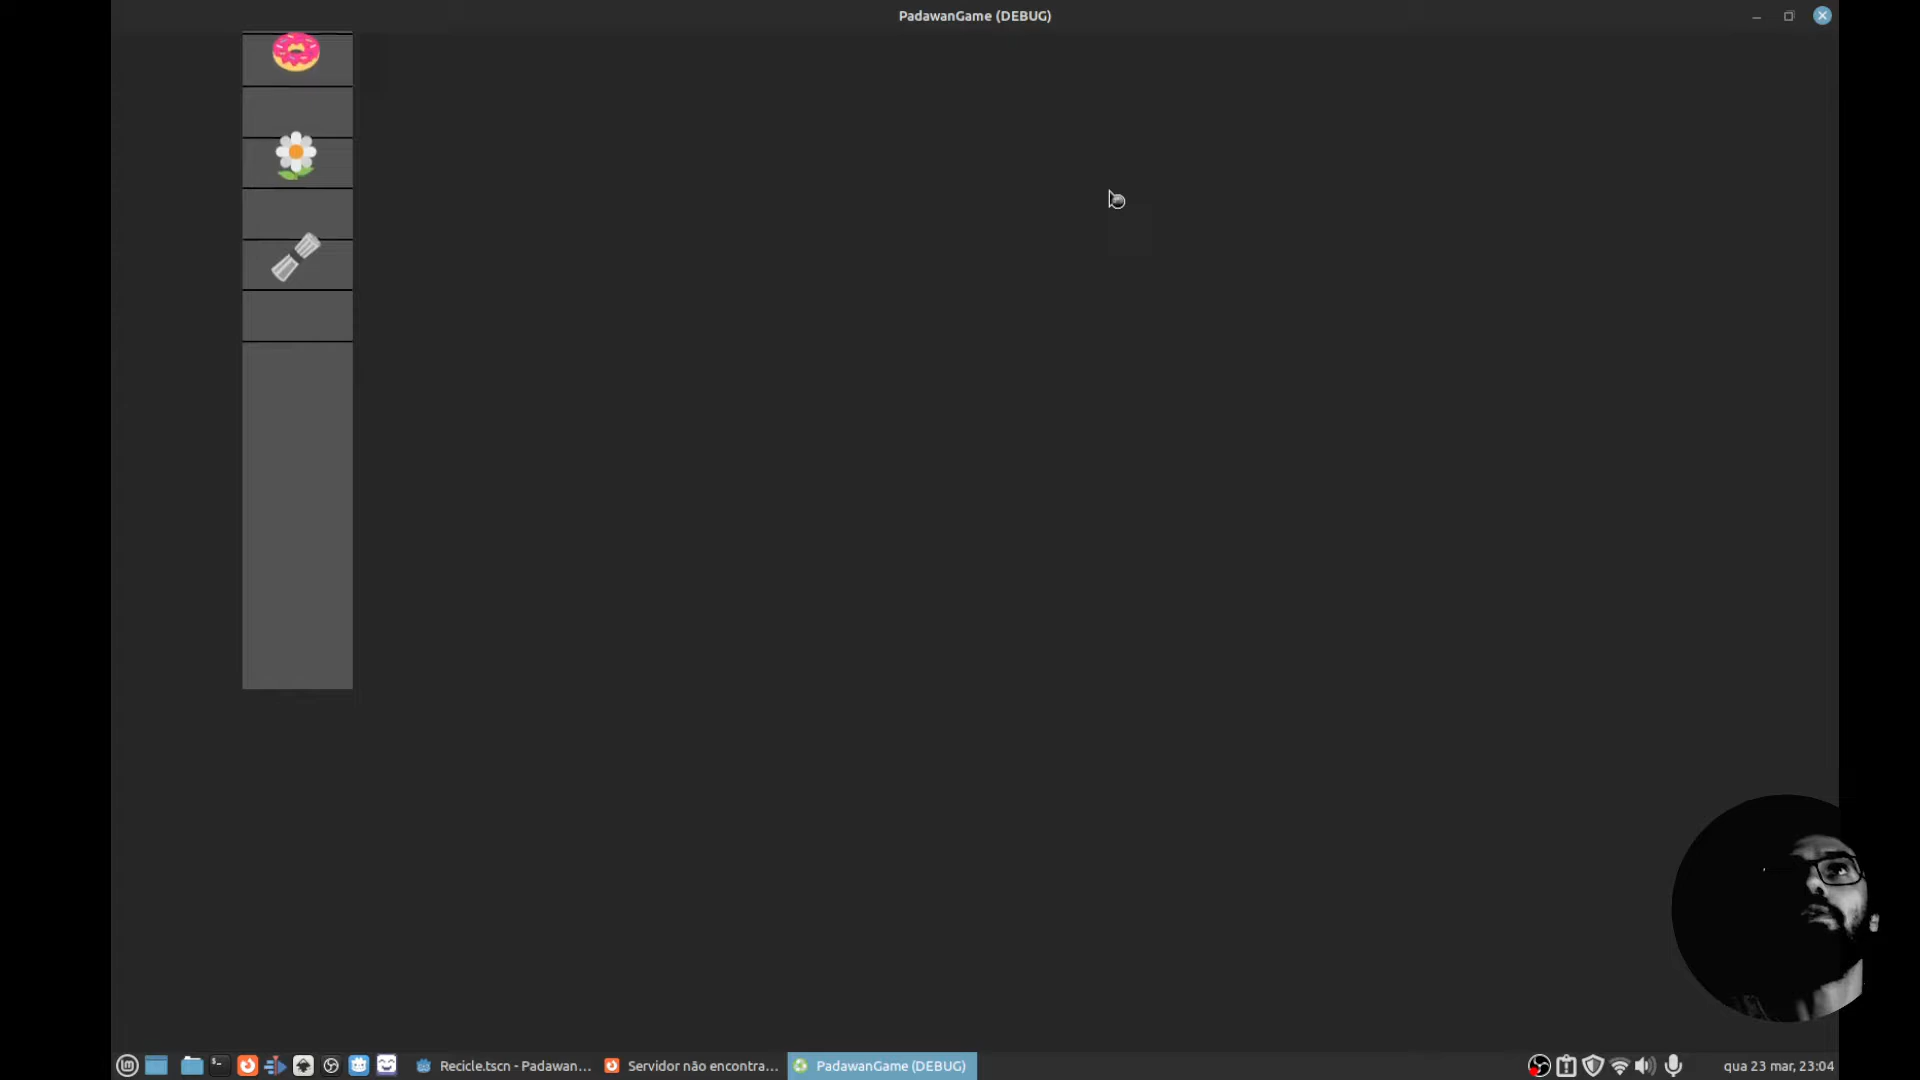 PadawanGame (DEBUG)
Recicle.tscn - Padawan...
Servidor não encontra...
PadawanGame (DEBUG)
qua 23 mar, 23:04